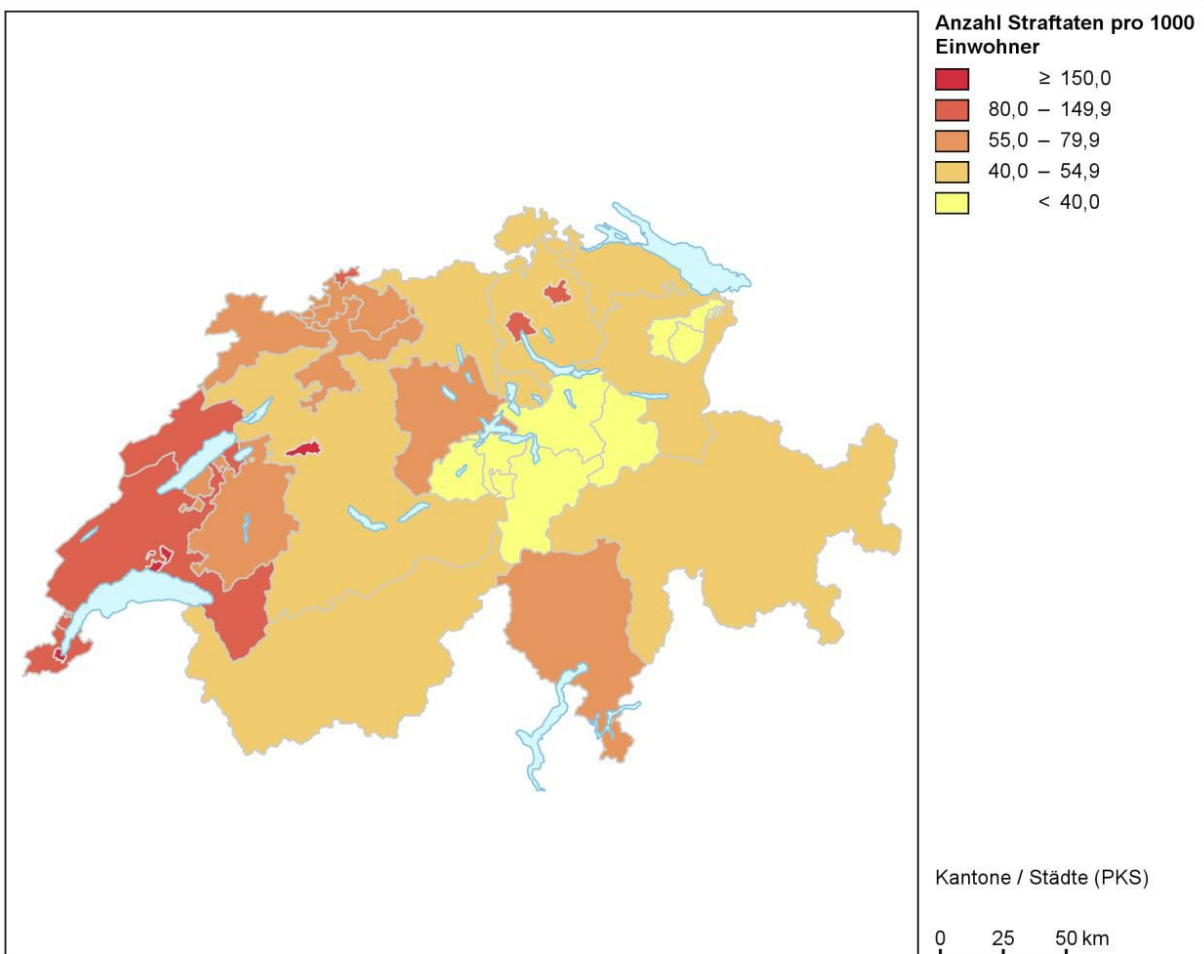 Anzahl Straftaten pro 1000
Einwohner
≥ 150,0
80,0 – 149,9
55,0 – 79,9
40,0 – 54,9
< 40,0
Kantone / Städte (PKS)
0 25 50 km